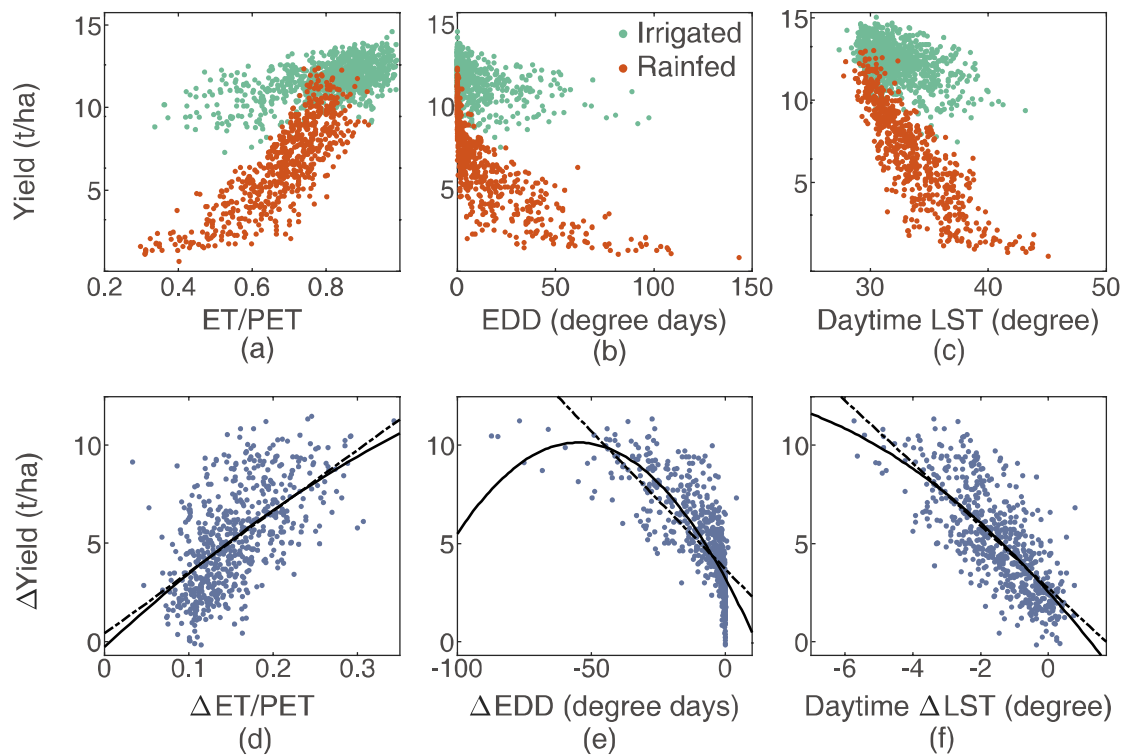 15
10
5
Yield (t/ha)
0.2 0.4 0.6 0.8
ET/PET
(a)
Irrigated
Rainfed
15
10
5
0 50 100 150
EDD (degree days)
(b)
15
10
5
30 40 50
Daytime LST (degree)
(c)
10
5
0
ΔYield (t/ha)
0 0.1 0.2 0.3
ΔET/PET
(d)
10
5
0
-100 -50 0
ΔEDD (degree days)
(e)
10
5
0
-6 -4 -2 0
Daytime ΔLST (degree)
(f)